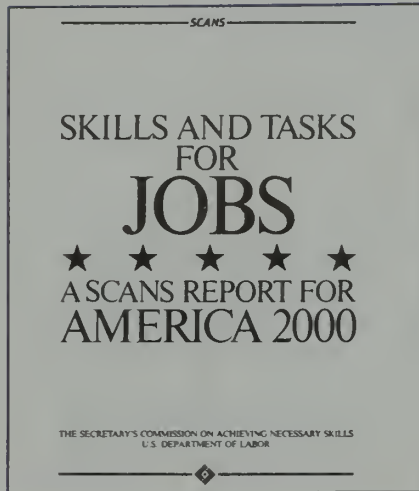 SCANS
SKILLS AND TASKS
FOR
JOBS
A SCANS REPORT FOR
AMERICA 2000
THE SECRETARY'S COMMISSION ON ACHIEVING NECESSARY SKILLS
U.S. DEPARTMENT OF LABOR